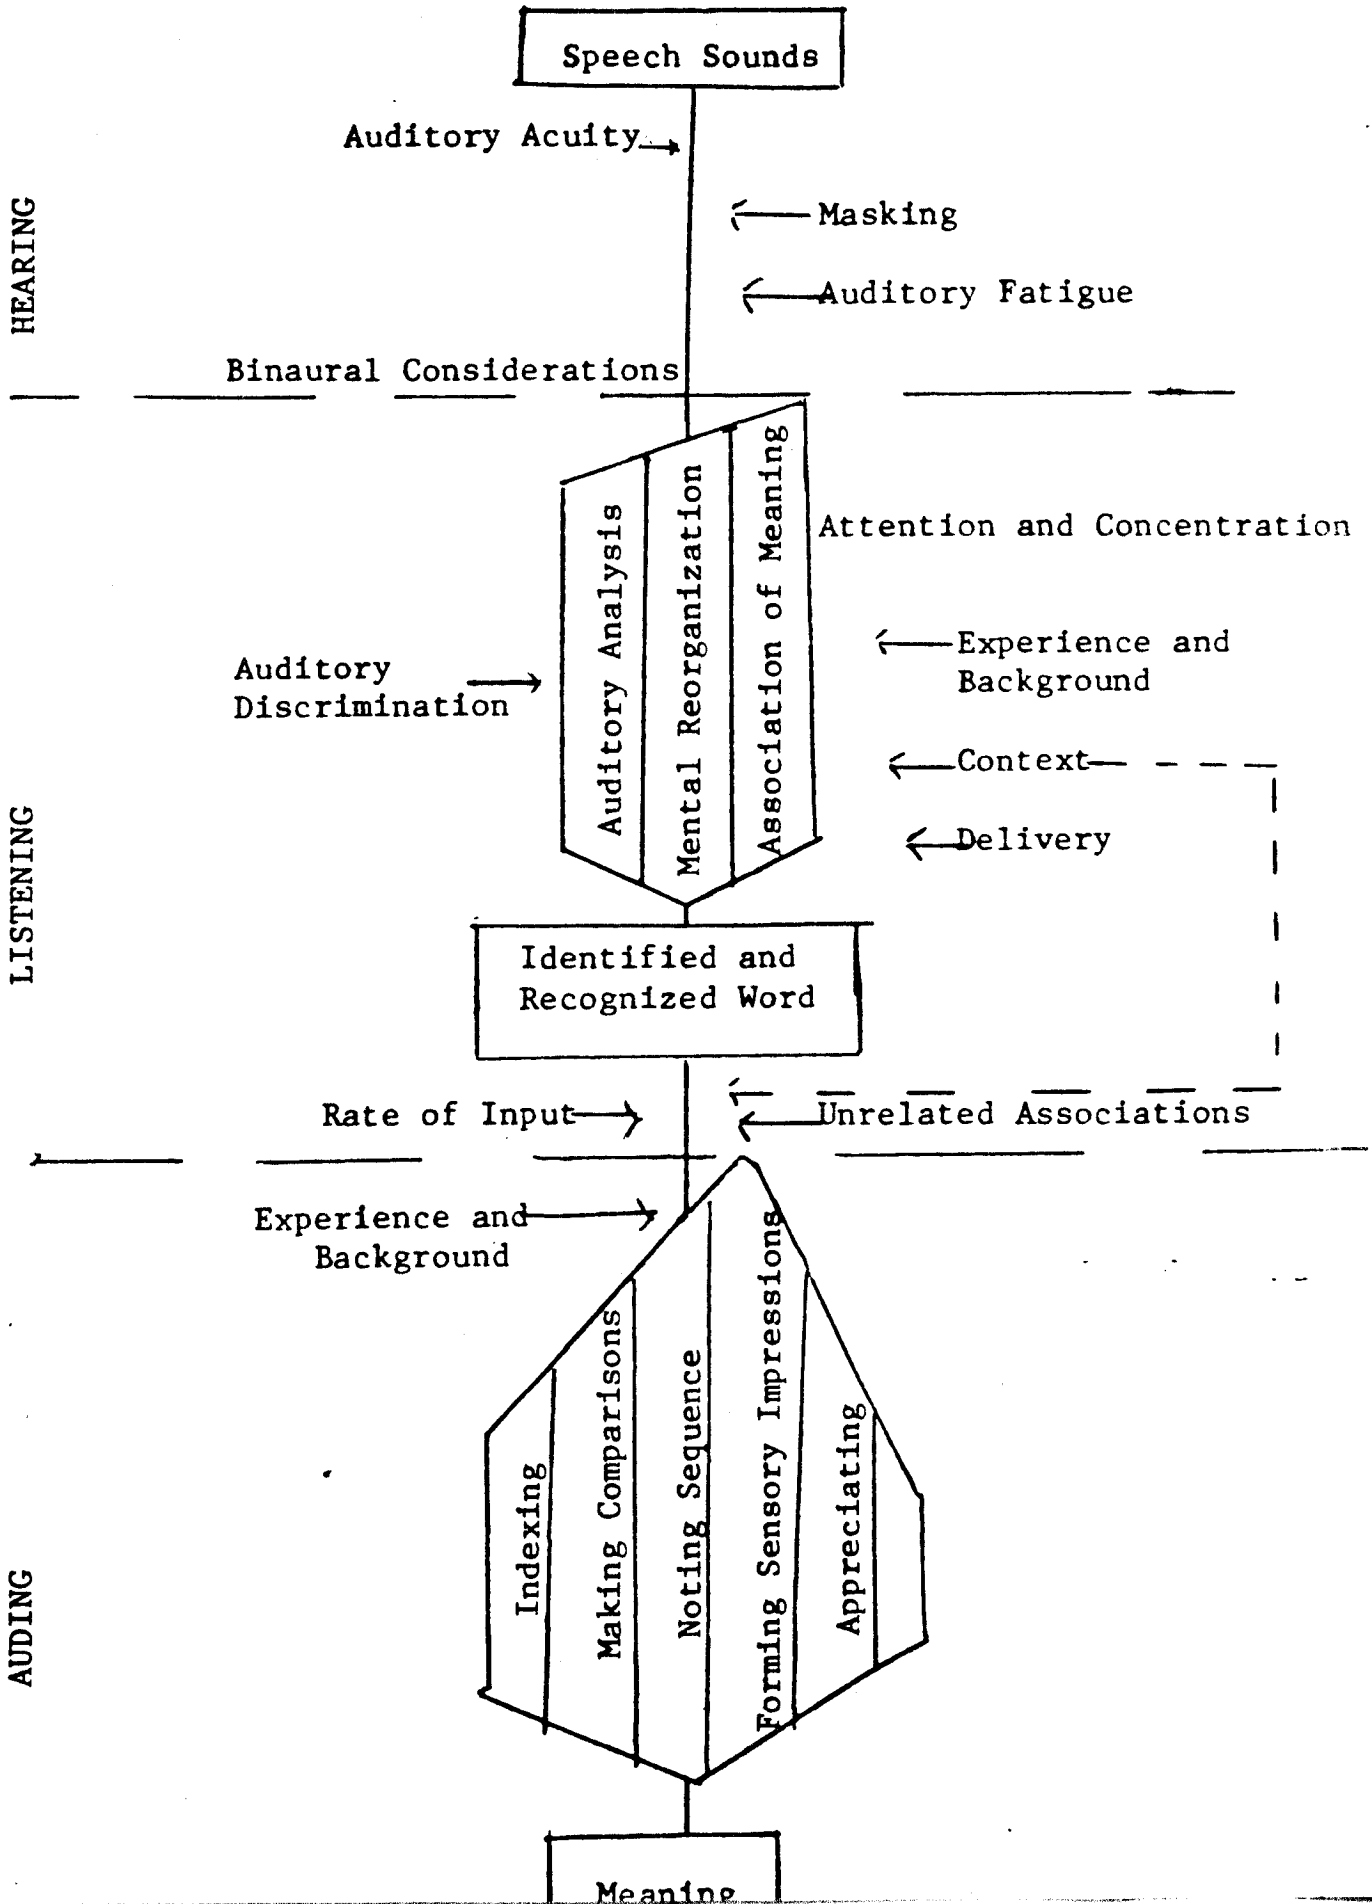 Speech Sounds
Auditory Acuity
Masking
HEARING
Auditory Fatigue
Binaural Considerations
Auditory Analysis
Mental Reorganization
Association of Meaning
Attention and Concentration
Experience and
Background
Auditory
Discrimination
Context
Delivery
LISTENING
Identified and
Recognized Word
Rate of Input
Unrelated Associations
Experience and
Background
Indexing
Making Comparisons
Noting Sequence
Forming Sensory Impressions
Appreciating
AUDING
Meaning